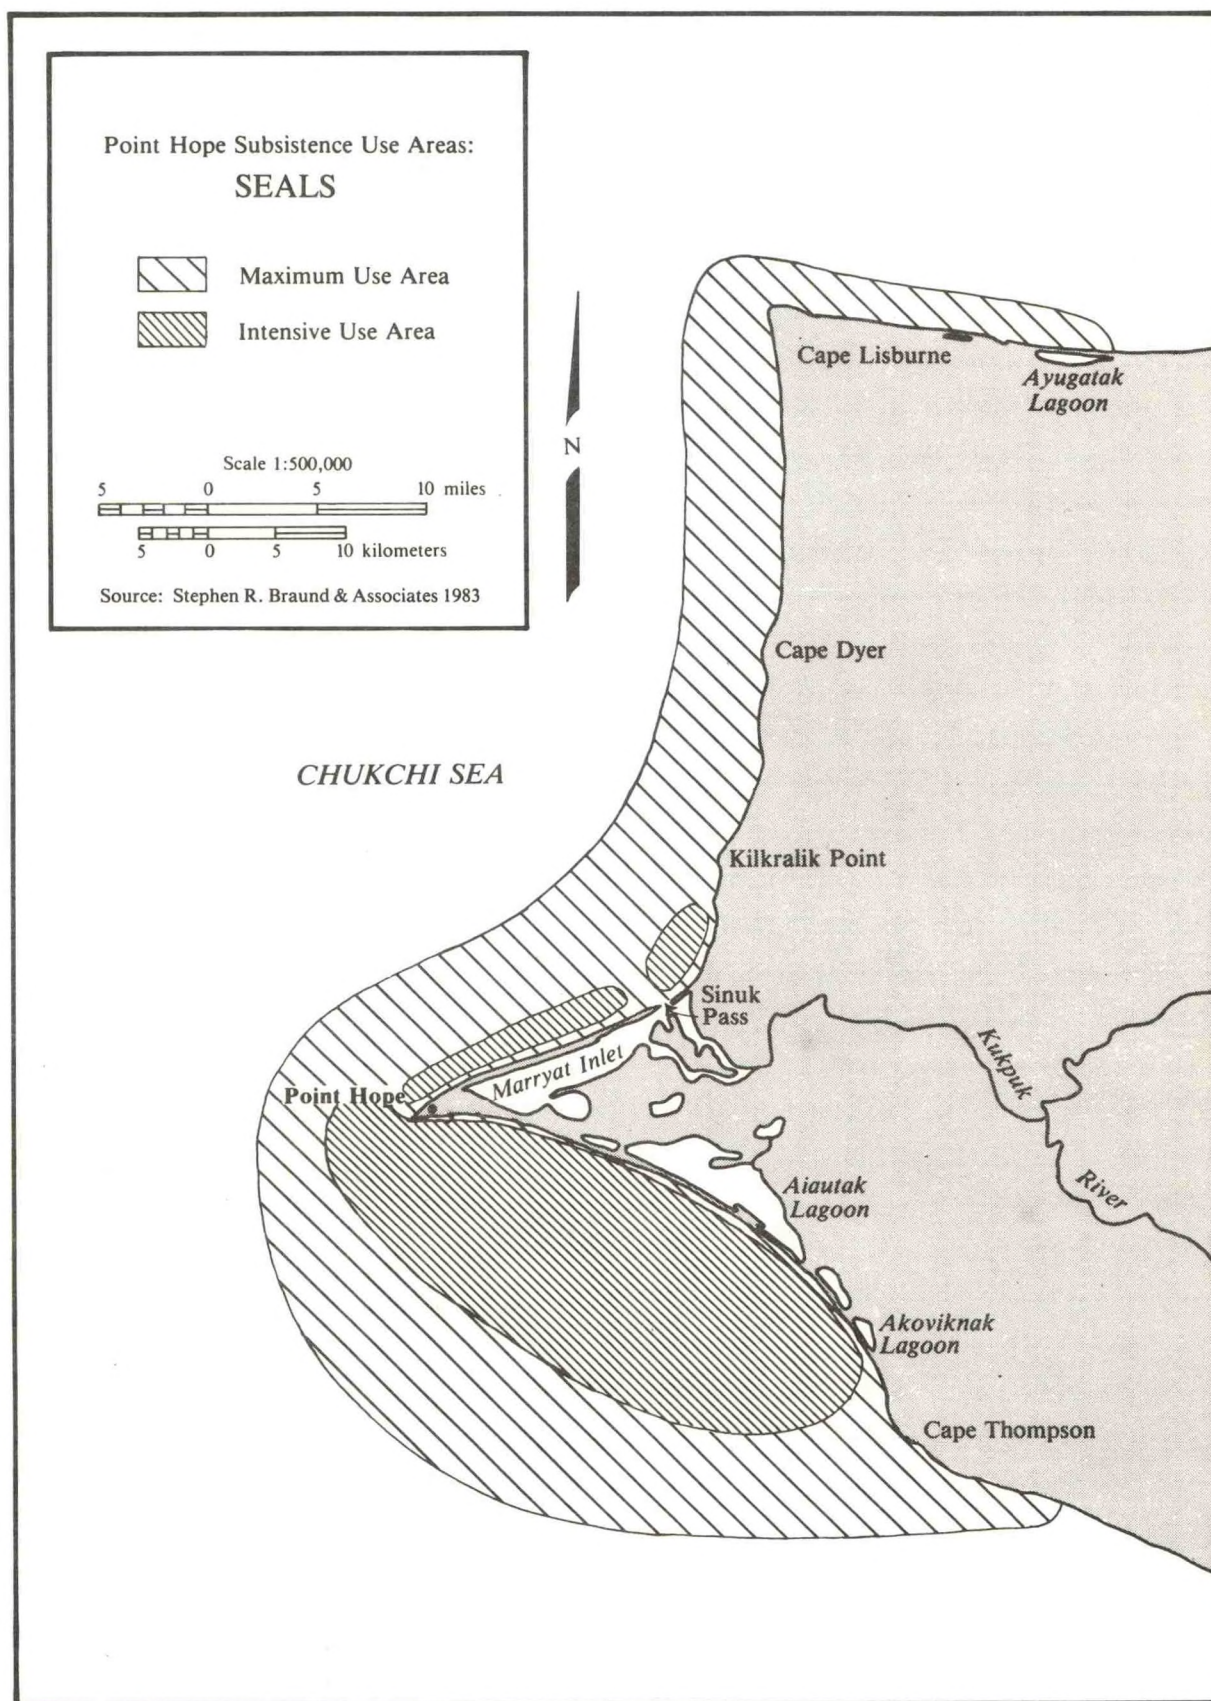 Point Hope Subsistence Use Areas:
SEALS
Maximum Use Area
Intensive Use Area
Scale 1:500,000
5 0 5 10 miles
5 0 5 10 kilometers
Source: Stephen R. Braund & Associates 1983
N
Cape Lisburne
Ayugatak
Lagoon
Cape Dyer
CHUKCHI SEA
Kilkralik Point
Sinuk
Pass
Marryat Inlet
Kukpuk
River
Point Hope
Aiautak
Lagoon
Akoviknak
Lagoon
Cape Thompson